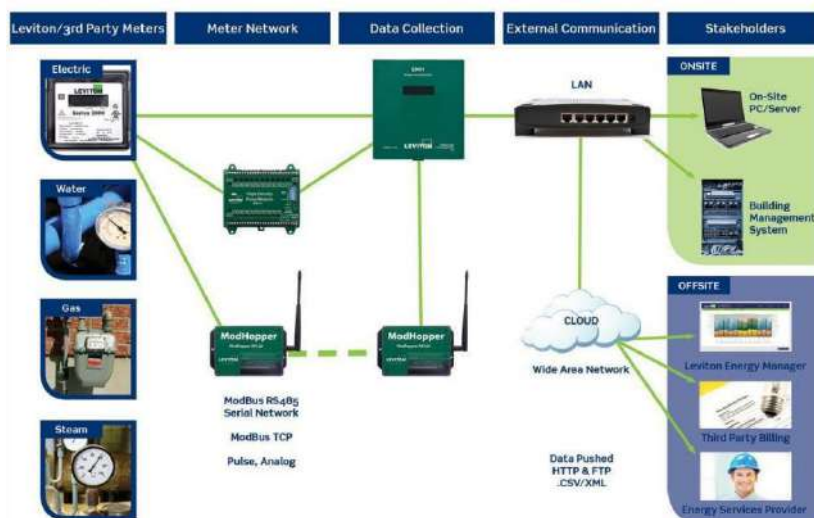 Leviton/3rd Party Meters
Meter Network
Data Collection
External Communication
Stakeholders
Electric
LEVITON
Water
Gas
Steam
LEVITON
ModHopper
LEVITON
ModHopper
LEVITON
ModBus RS485
Serial Network
ModBus TCP
Pulse, Analog
LAN
CLOUD
Wide Area Network
Data Pushed
HTTP & FTP
.CSV/XML
ONSITE
On-Site
PC/Server
Building
Management
System
OFFSITE
Leviton Energy Manager
Third Party Billing
Energy Services Provider